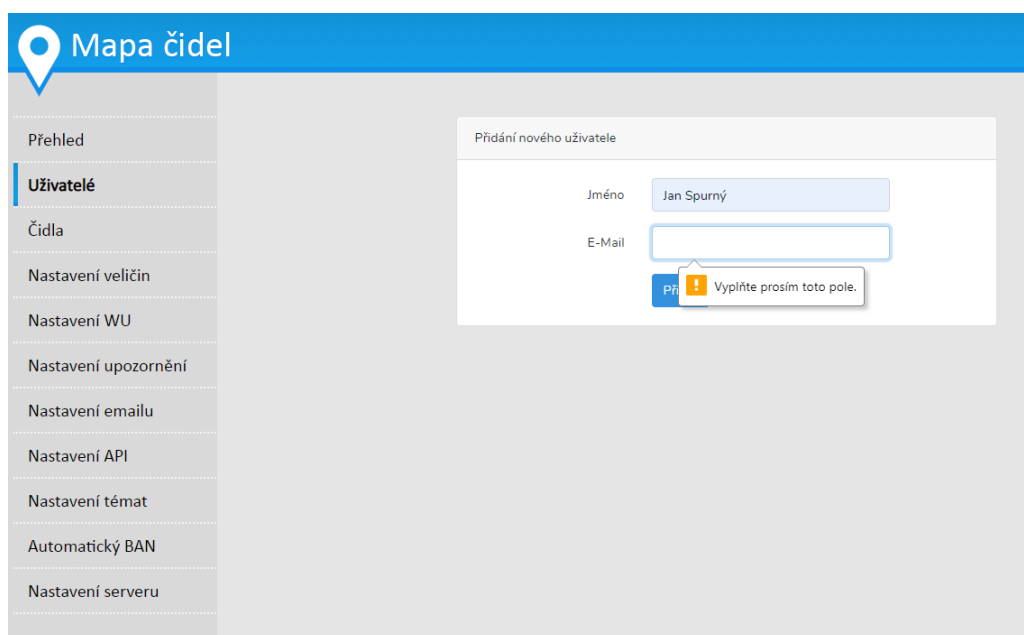 Mapa čidel
Přehled
Uživatelé
Čidla
Nastavení veličin
Nastavení WU
Nastavení upozornění
Nastavení emailu
Nastavení API
Nastavení témat
Automatický BAN
Nastavení serveru
Přidání nového uživatele
Jméno
Jan Spurný
E-Mail
Vyplňte prosím toto pole.